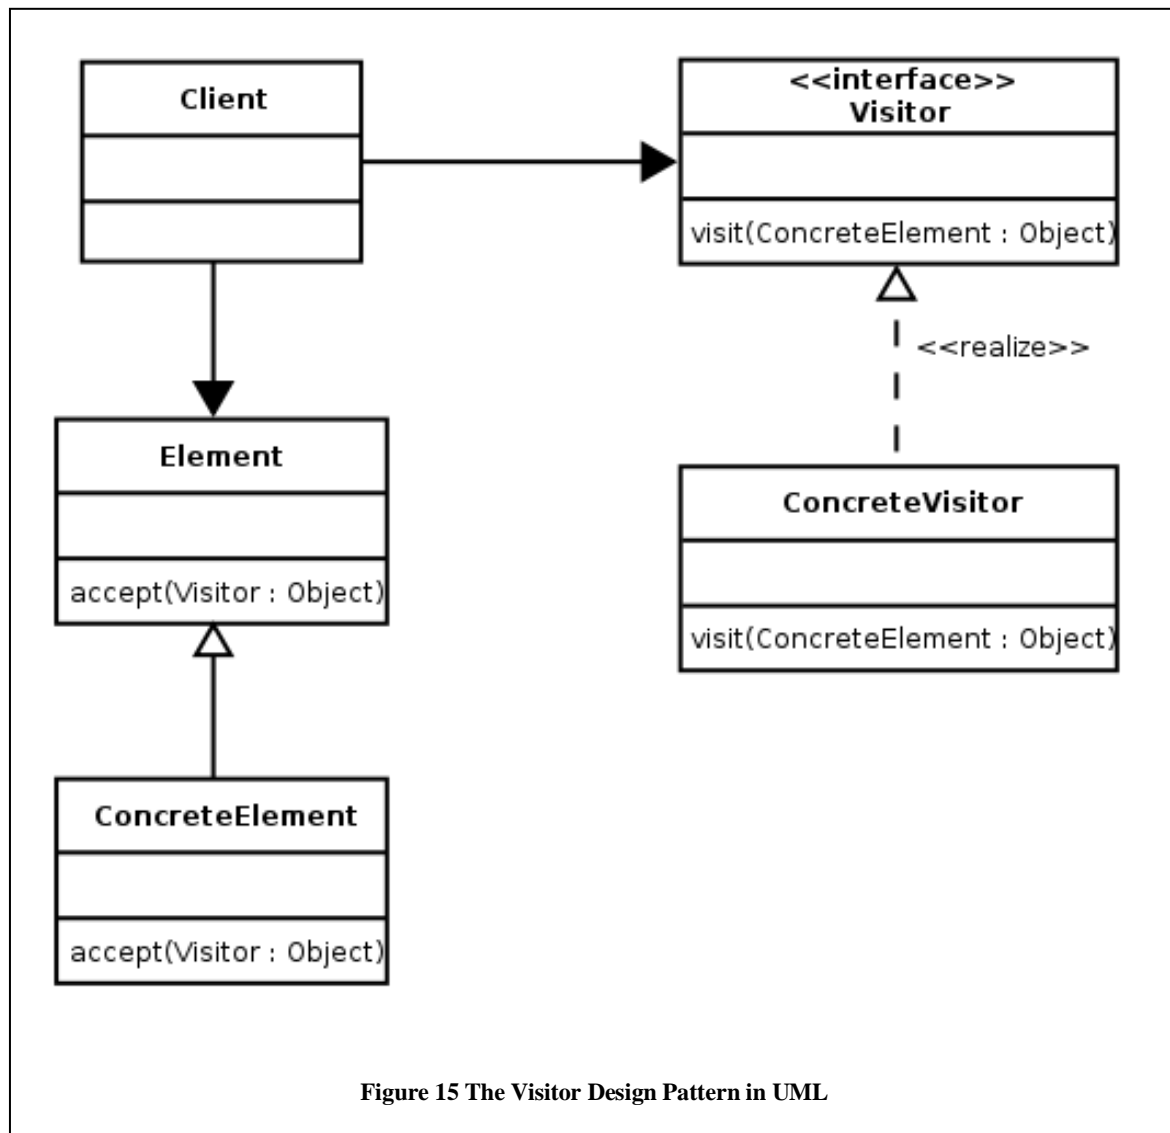 Client
<<interface>>
Visitor
visit(ConcreteElement : Object)
<<realize>>
Element
accept(Visitor : Object)
ConcreteVisitor
visit(ConcreteElement : Object)
ConcreteElement
accept(Visitor : Object)
Figure 15 The Visitor Design Pattern in UML